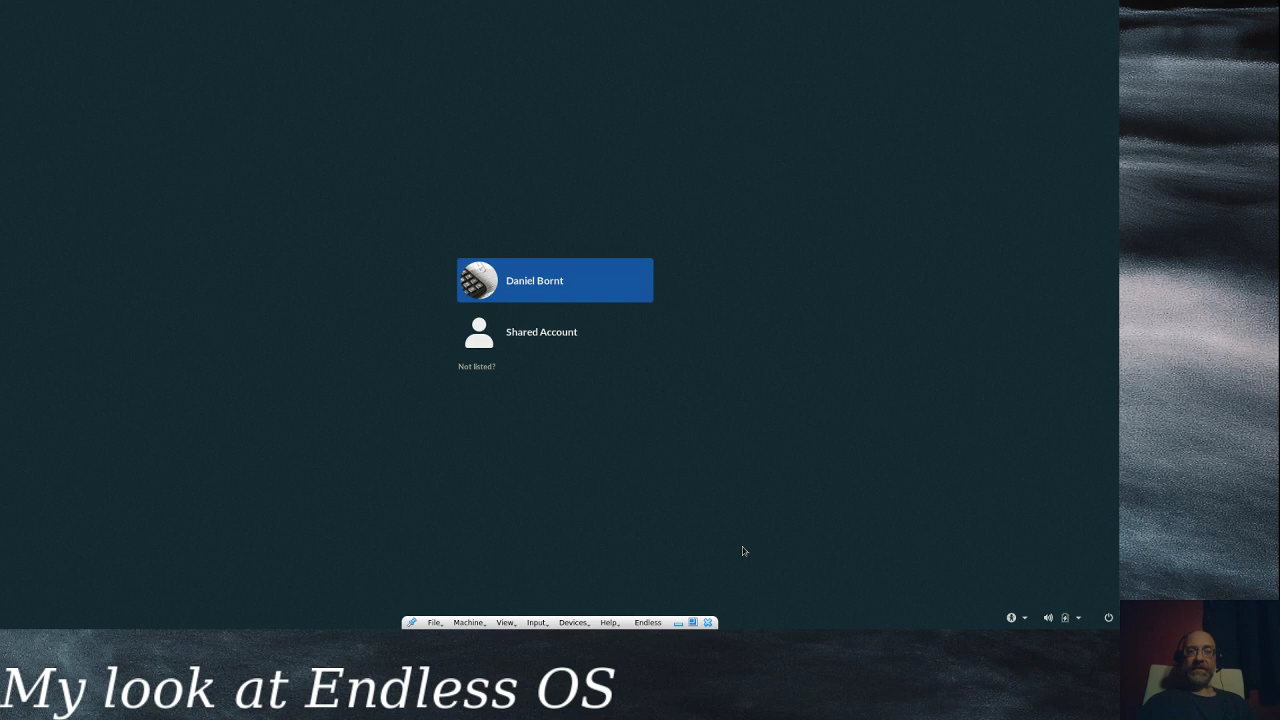 Daniel Bornt
Shared Account
Not listed?
File Machine View Input Devices Help Endless
My look at Endless OS